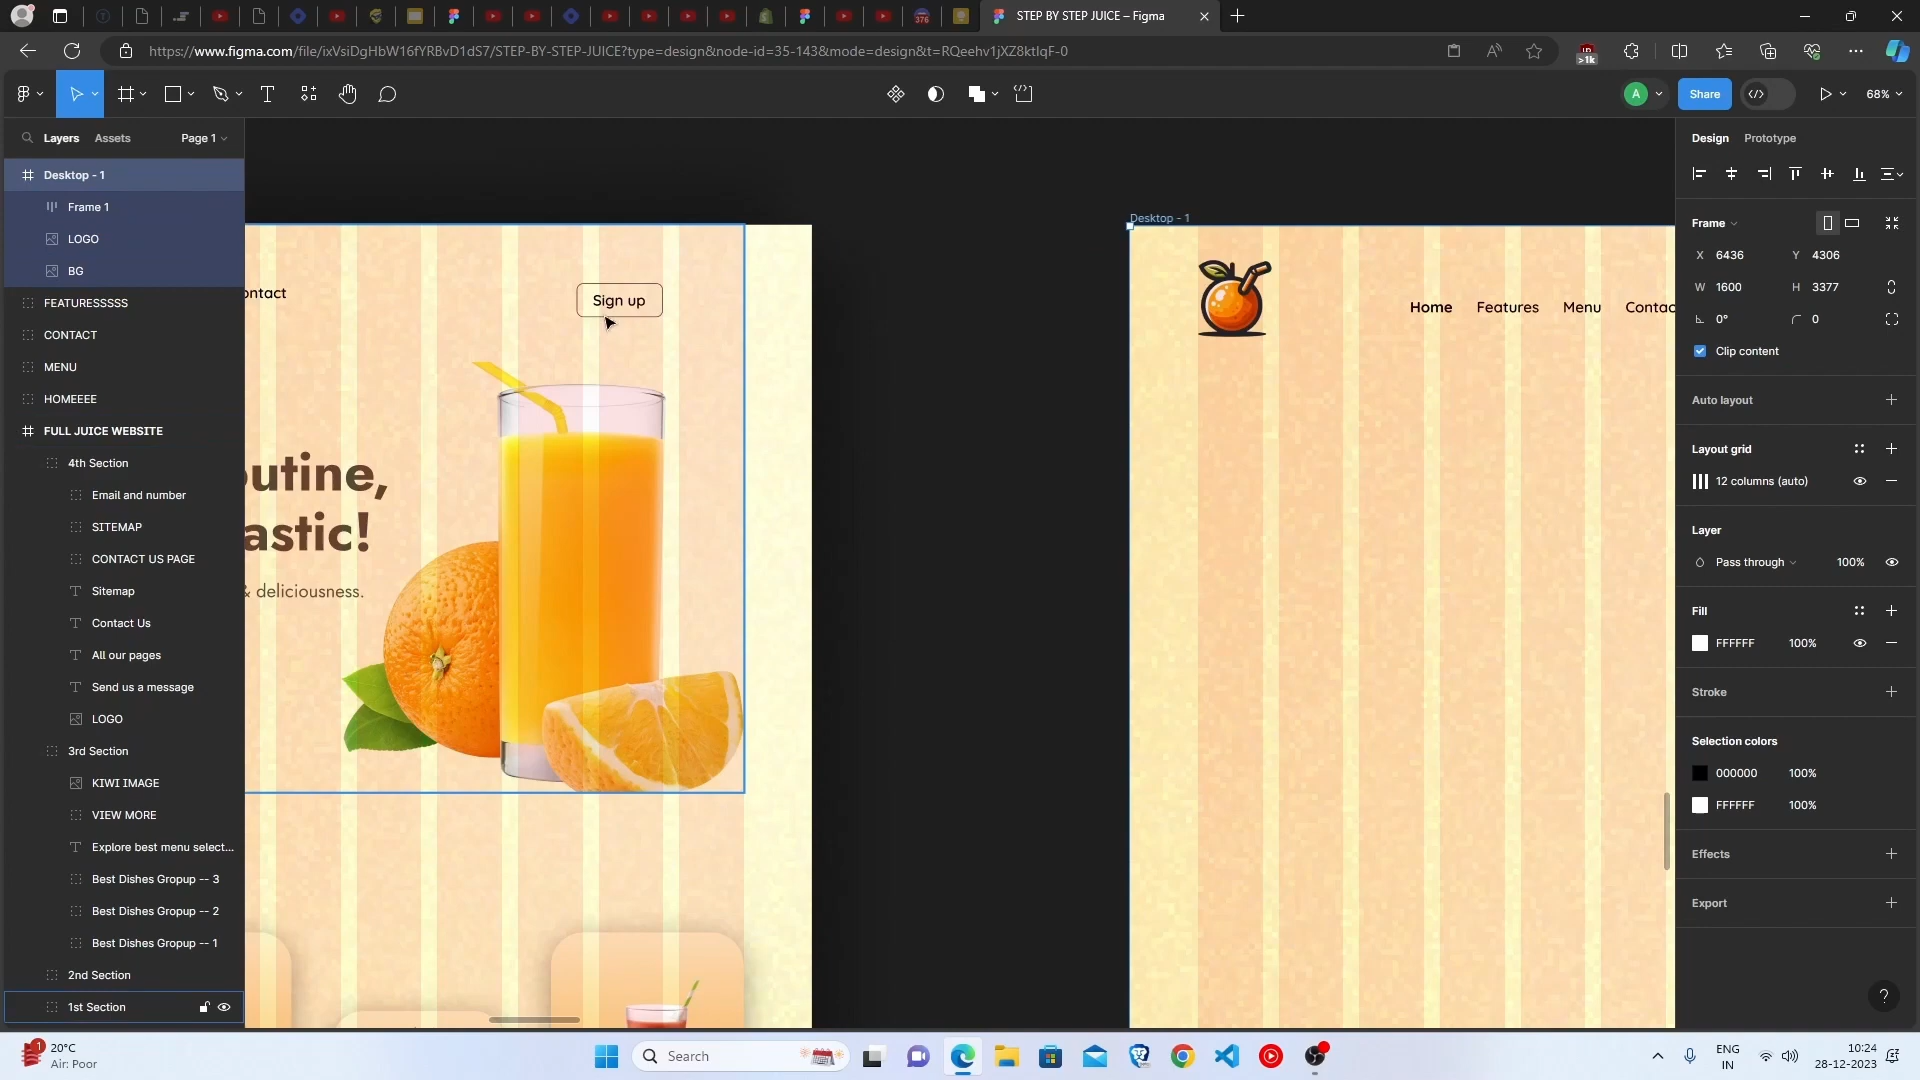 STEP BY STEP JUICE – Figma
376
https://www.figma.com/file/ixVsiDgHbW16fYRBvD1dS7/STEP-BY-STEP-JUICE?type=design&node-id=35-143&mode=design&t=RQeehv1jXZ8ktlqF-0
>1k
A
Share
68%
Layers
Assets
Page 1
Desktop - 1
Frame 1
LOGO
BG
FEATURESSSSS
CONTACT
MENU
HOMEEEE
FULL JUICE WEBSITE
4th Section
Email and number
SITEMAP
CONTACT US PAGE
Sitemap
Contact Us
All our pages
Send us a message
LOGO
3rd Section
KIWI IMAGE
VIEW MORE
Explore best menu select...
Best Dishes Gropup -- 3
Best Dishes Gropup -- 2
Best Dishes Gropup -- 1
2nd Section
1st Section
ontact
Sign up
outine,
astic!
& deliciousness.
Desktop - 1
Home
Features
Menu
Contac
Design
Prototype
Frame
X 6436
Y 4306
W 1600
H 3377
0°
0
Clip content
Auto layout
Layout grid
12 columns (auto)
Layer
Pass through
100%
Fill
FFFFFF
100%
Stroke
Selection colors
000000
100%
FFFFFF
100%
Effects
Export
?
1
20°C
Air: Poor
Search
ENG
IN
10:24
28-12-2023